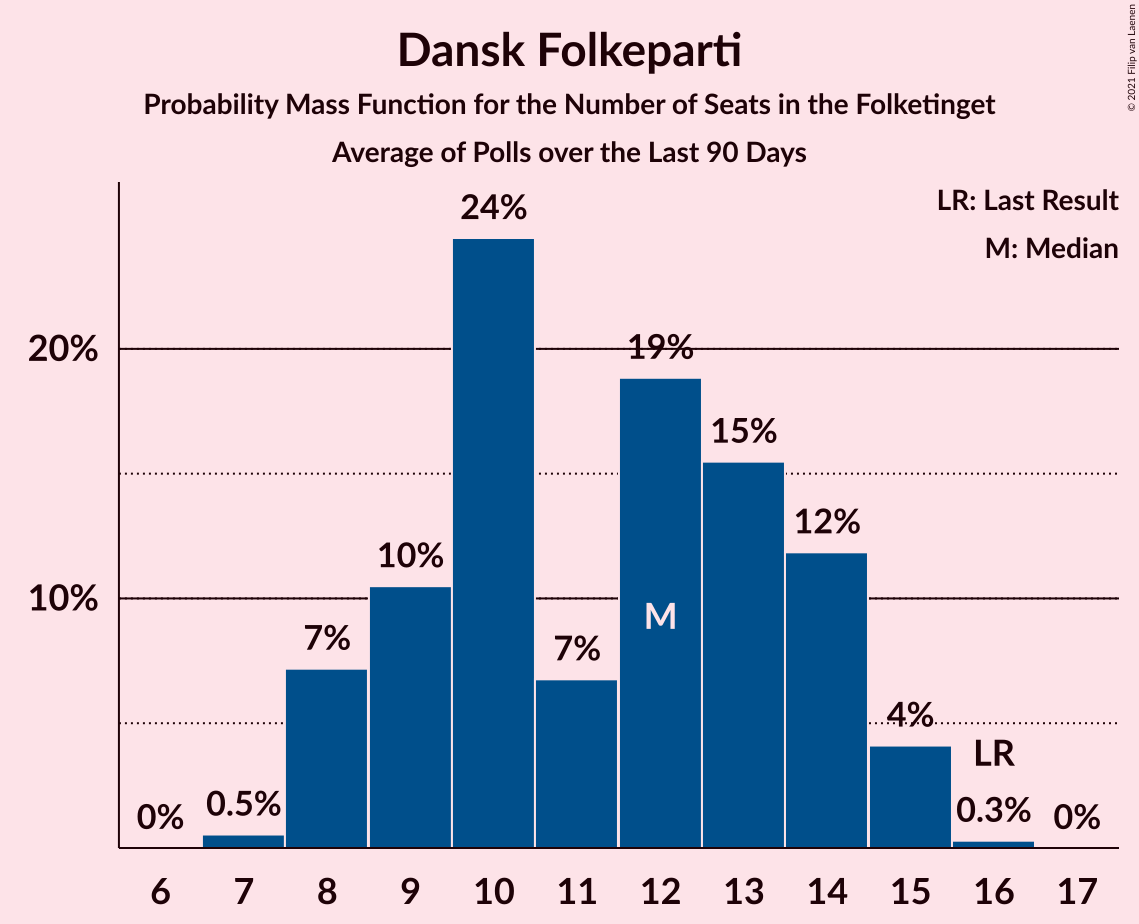 Dansk Folkeparti
Probability Mass Function for the Number of Seats in the Folketinget
Average of Polls over the Last 90 Days
© 2021 Filip van Laenen
LR: Last Result
M: Median
24%
20%
19%
15%
12%
10%
10%
M
7%
7%
4%
LR
0%
0.5%
0.3%
0%
6 7 8 9 10 11 12 13 14 15 16 17